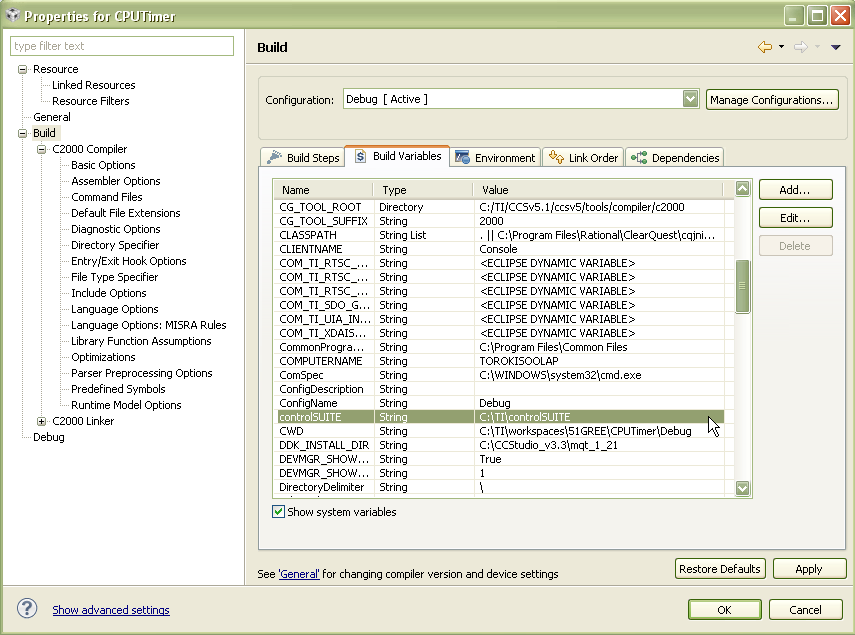 Properties for CPUTimer
type filter text
Resource
Linked Resources
Resource Filters
General
Build
C2000 Compiler
Basic Options
Assembler Options
Command Files
Default File Extensions
Diagnostic Options
Directory Specifier
Entry/Exit Hook Options
File Type Specifier
Include Options
Language Options
Language Options: MISRA Rules
Library Function Assumptions
Optimizations
Parser Preprocessing Options
Predefined Symbols
Runtime Model Options
C2000 Linker
Debug
Build
Configuration: Debug [ Active ] Manage Configurations...
Build Steps Build Variables Environment Link Order Dependencies
Name Type Value
CG_TOOL_ROOT Directory C:/TI/CCSv5.1/ccsv5/tools/compiler/c2000
CG_TOOL_SUFFIX String 2000
CLASSPATH String List . || C:\Program Files\Rational\ClearQuest\cqjni...
CLIENTNAME String Console
COM_TI_RTSC_... String <ECLIPSE DYNAMIC VARIABLE>
COM_TI_RTSC_... String <ECLIPSE DYNAMIC VARIABLE>
COM_TI_RTSC_... String <ECLIPSE DYNAMIC VARIABLE>
COM_TI_SDO_G... String <ECLIPSE DYNAMIC VARIABLE>
COM_TI_UIA_IN... String <ECLIPSE DYNAMIC VARIABLE>
COM_TI_XDAIS... String <ECLIPSE DYNAMIC VARIABLE>
CommonProgra... String C:\Program Files\Common Files
COMPUTERNAME String TOROKISOOLAP
ComSpec String C:\WINDOWS\system32\cmd.exe
ConfigDescription String
ConfigName String Debug
controlSUITE String C:\TI\controlSUITE
CWD String C:\TI\workspaces\51GREE\CPUTimer\Debug
DDK_INSTALL_DIR String C:\CCStudio_v3.3\mqt_1_21
DEVMGR_SHOW... String True
DEVMGR_SHOW... String 1
DirectoryDelimiter String \
Add...
Edit...
Delete
Show system variables
See 'General' for changing compiler version and device settings
Restore Defaults Apply
Show advanced settings
OK Cancel